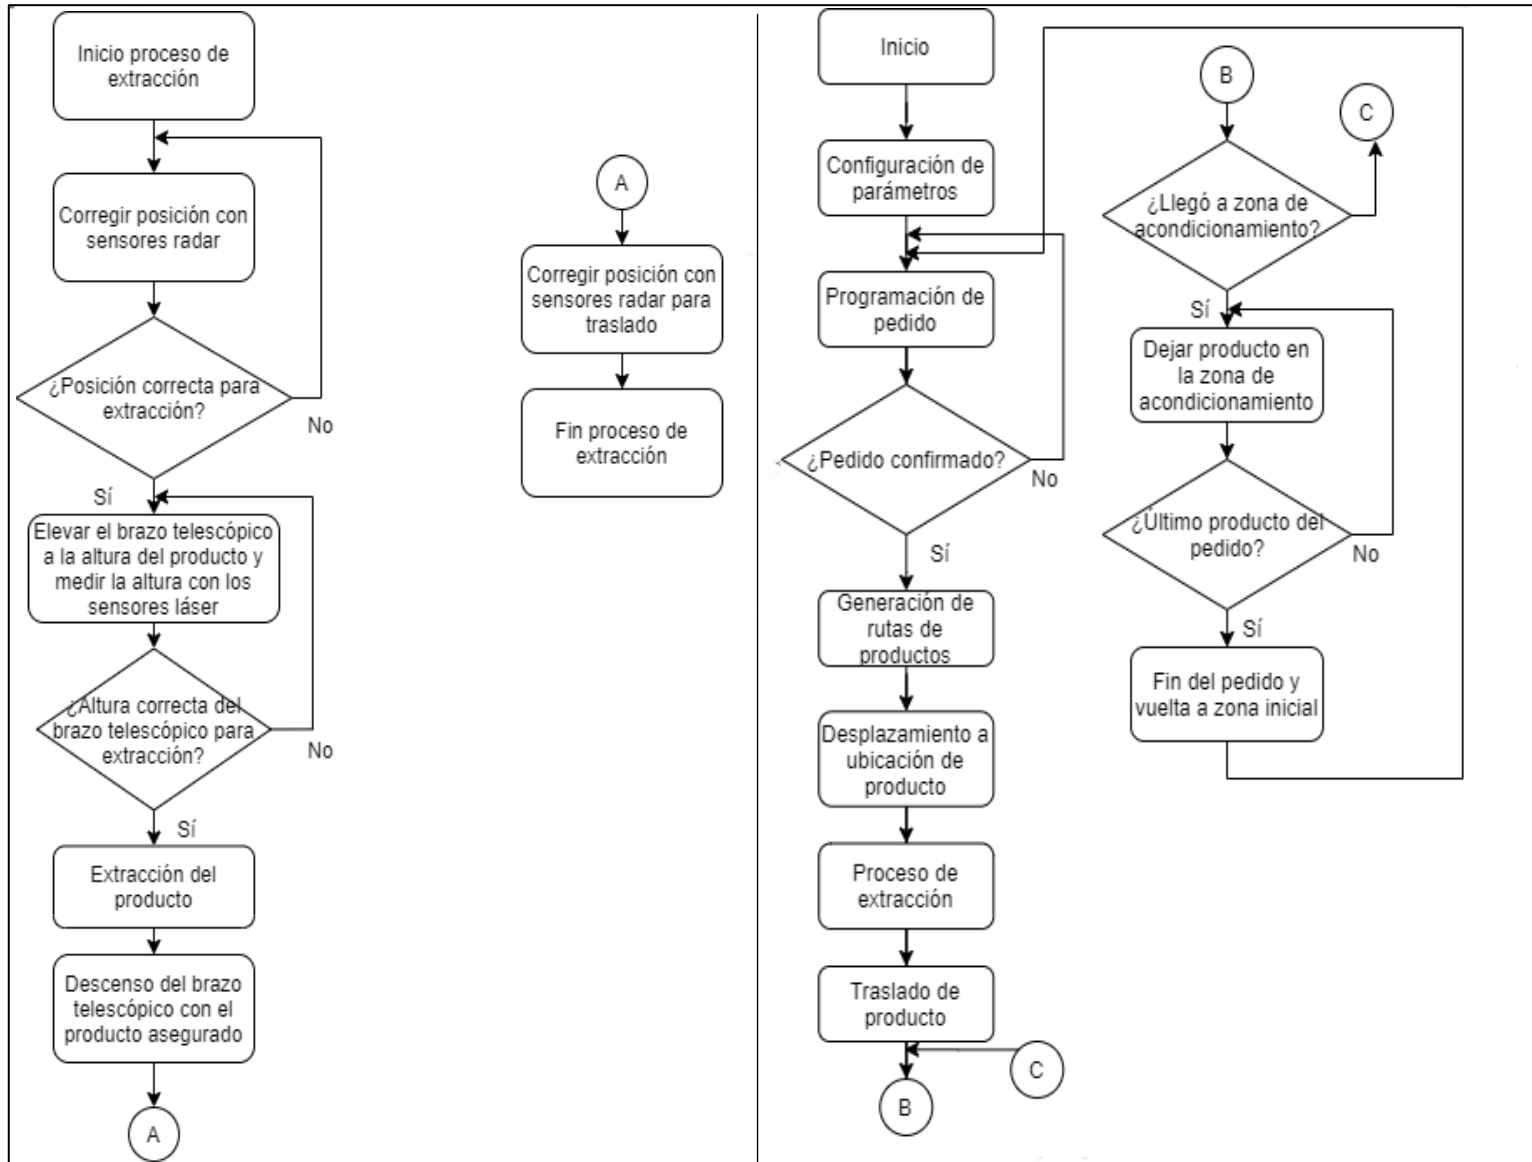 Inicio proceso de
extracción
Corregir posición con
sensores radar
¿Posición correcta para
extracción?
No
Sí
Elevar el brazo telescópico
a la altura del producto y
medir la altura con los
sensores láser
¿Altura correcta del
brazo telescópico para
extracción?
No
Sí
Extracción del
producto
Descenso del brazo
telescópico con el
producto asegurado
A
A
Corregir posición con
sensores radar para
traslado
Fin proceso de
extracción
Inicio
Configuración de
parámetros
Programación de
pedido
¿Pedido confirmado?
No
Sí
Generación de
rutas de
productos
Desplazamiento a
ubicación de
producto
Proceso de
extracción
Traslado de
producto
C
B
B
C
¿Llegó a zona de
acondicionamiento?
Sí
Dejar producto en
la zona de
acondicionamiento
¿Último producto del
pedido?
No
Sí
Fin del pedido y
vuelta a zona inicial